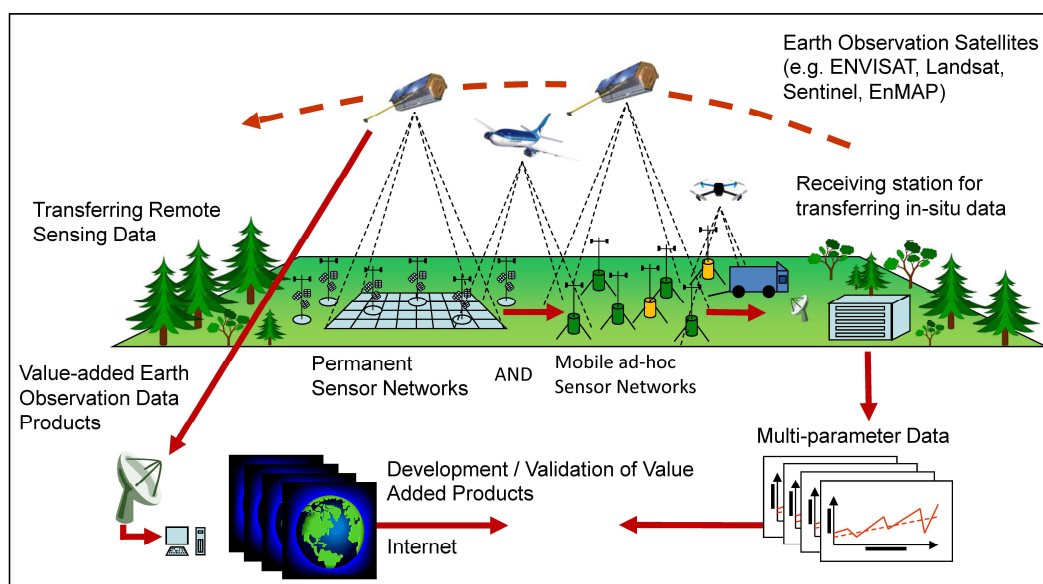 Earth Observation Satellites
(e.g. ENVISAT, Landsat,
Sentinel, EnMAP)
Receiving station for
transferring in-situ data
Transferring Remote
Sensing Data
Value-added Earth
Observation Data
Products
Permanent
Sensor Networks
AND
Mobile ad-hoc
Sensor Networks
Multi-parameter Data
Development / Validation of Value
Added Products
Internet